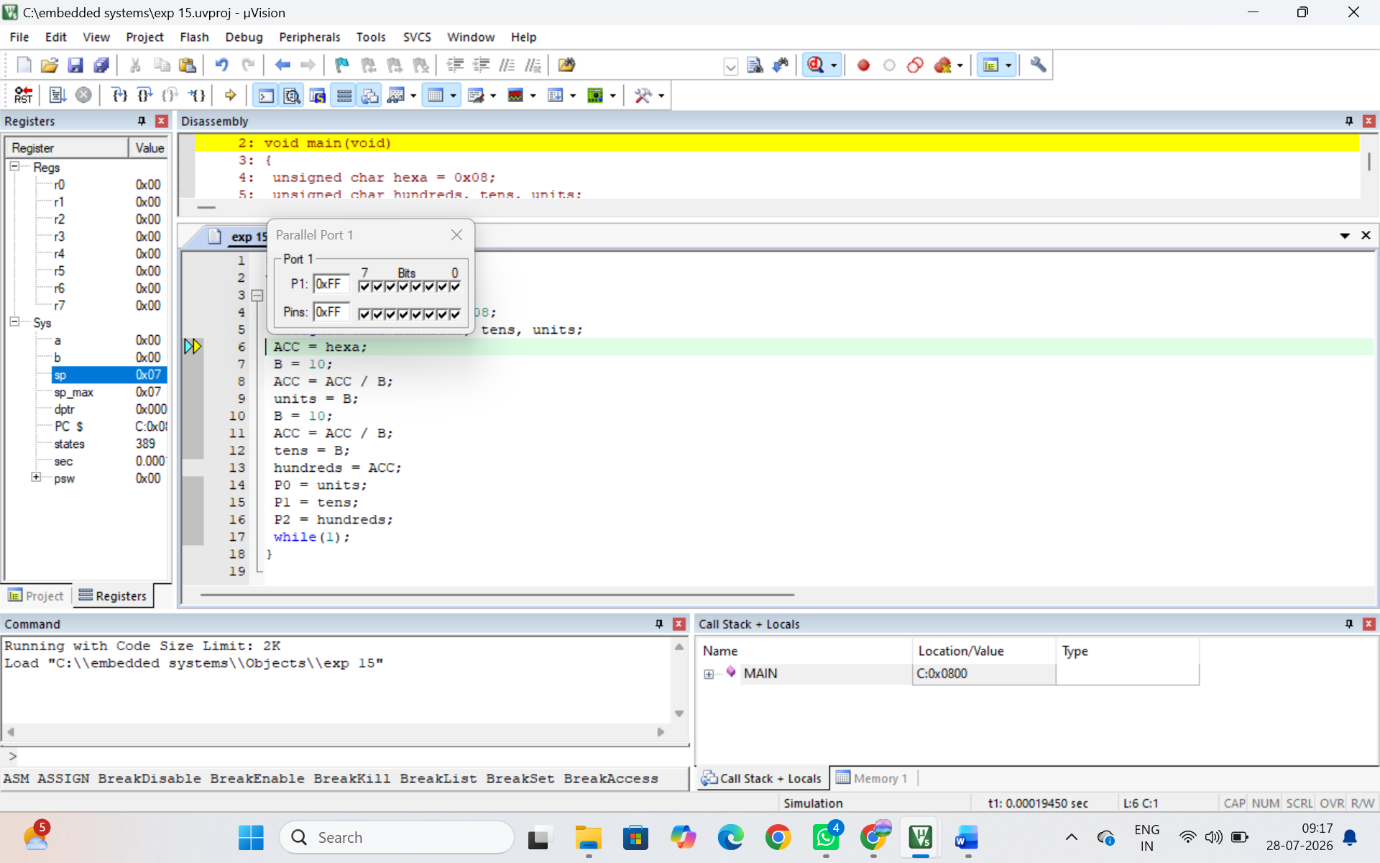 C:\embedded systems\exp 15.uvproj - µVision
File Edit View Project Flash Debug Peripherals Tools SVCS Window Help
RST
Registers
Register Value
Regs
r0 0x00
r1 0x00
r2 0x00
r3 0x00
r4 0x00
r5 0x00
r6 0x00
r7 0x00
Sys
a 0x00
b 0x00
sp 0x07
sp_max 0x07
dptr 0x000
PC $ C:0x08
states 389
sec 0.000
psw 0x00
Project Registers
Disassembly
2: void main(void)
3: {
4: unsigned char hexa = 0x08;
5: unsigned char hundreds, tens, units;
exp 15
Parallel Port 1
Port 1
7 Bits 0
P1: 0xFF
Pins: 0xFF
1
2
3
4 08;
5 tens, units;
6 ACC = hexa;
7 B = 10;
8 ACC = ACC / B;
9 units = B;
10 B = 10;
11 ACC = ACC / B;
12 tens = B;
13 hundreds = ACC;
14 P0 = units;
15 P1 = tens;
16 P2 = hundreds;
17 while(1);
18 }
19
Command
Running with Code Size Limit: 2K
Load "C:\\embedded systems\\Objects\\exp 15"
>
ASM ASSIGN BreakDisable BreakEnable BreakKill BreakList BreakSet BreakAccess
Call Stack + Locals
Name Location/Value Type
MAIN C:0x0800
Call Stack + Locals Memory 1
Simulation t1: 0.00019450 sec L:6 C:1 CAP NUM SCRL OVR R/W
5
Search
4
ENG
IN
09:17
28-07-2026